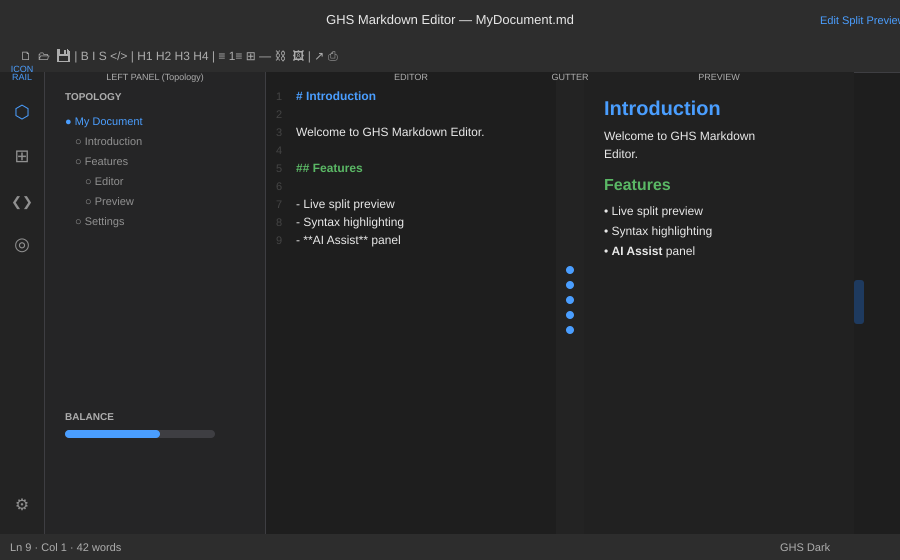 GHS Markdown Editor — MyDocument.md
Edit Split Preview
| B I S </> | H1 H2 H3 H4 | ≡ 1≡ ⊞ — | ↗
ICON
RAIL
LEFT PANEL (Topology)
EDITOR
GUTTER
PREVIEW
TOPOLOGY
● My Document
○ Introduction
○ Features
○ Editor
○ Preview
○ Settings
BALANCE
1 # Introduction
2
3 Welcome to GHS Markdown Editor.
4
5 ## Features
6
7 - Live split preview
8 - Syntax highlighting
9 - **AI Assist** panel
Introduction
Welcome to GHS Markdown
Editor.
Features
• Live split preview
• Syntax highlighting
• AI Assist panel
Ln 9 · Col 1 · 42 words
GHS Dark